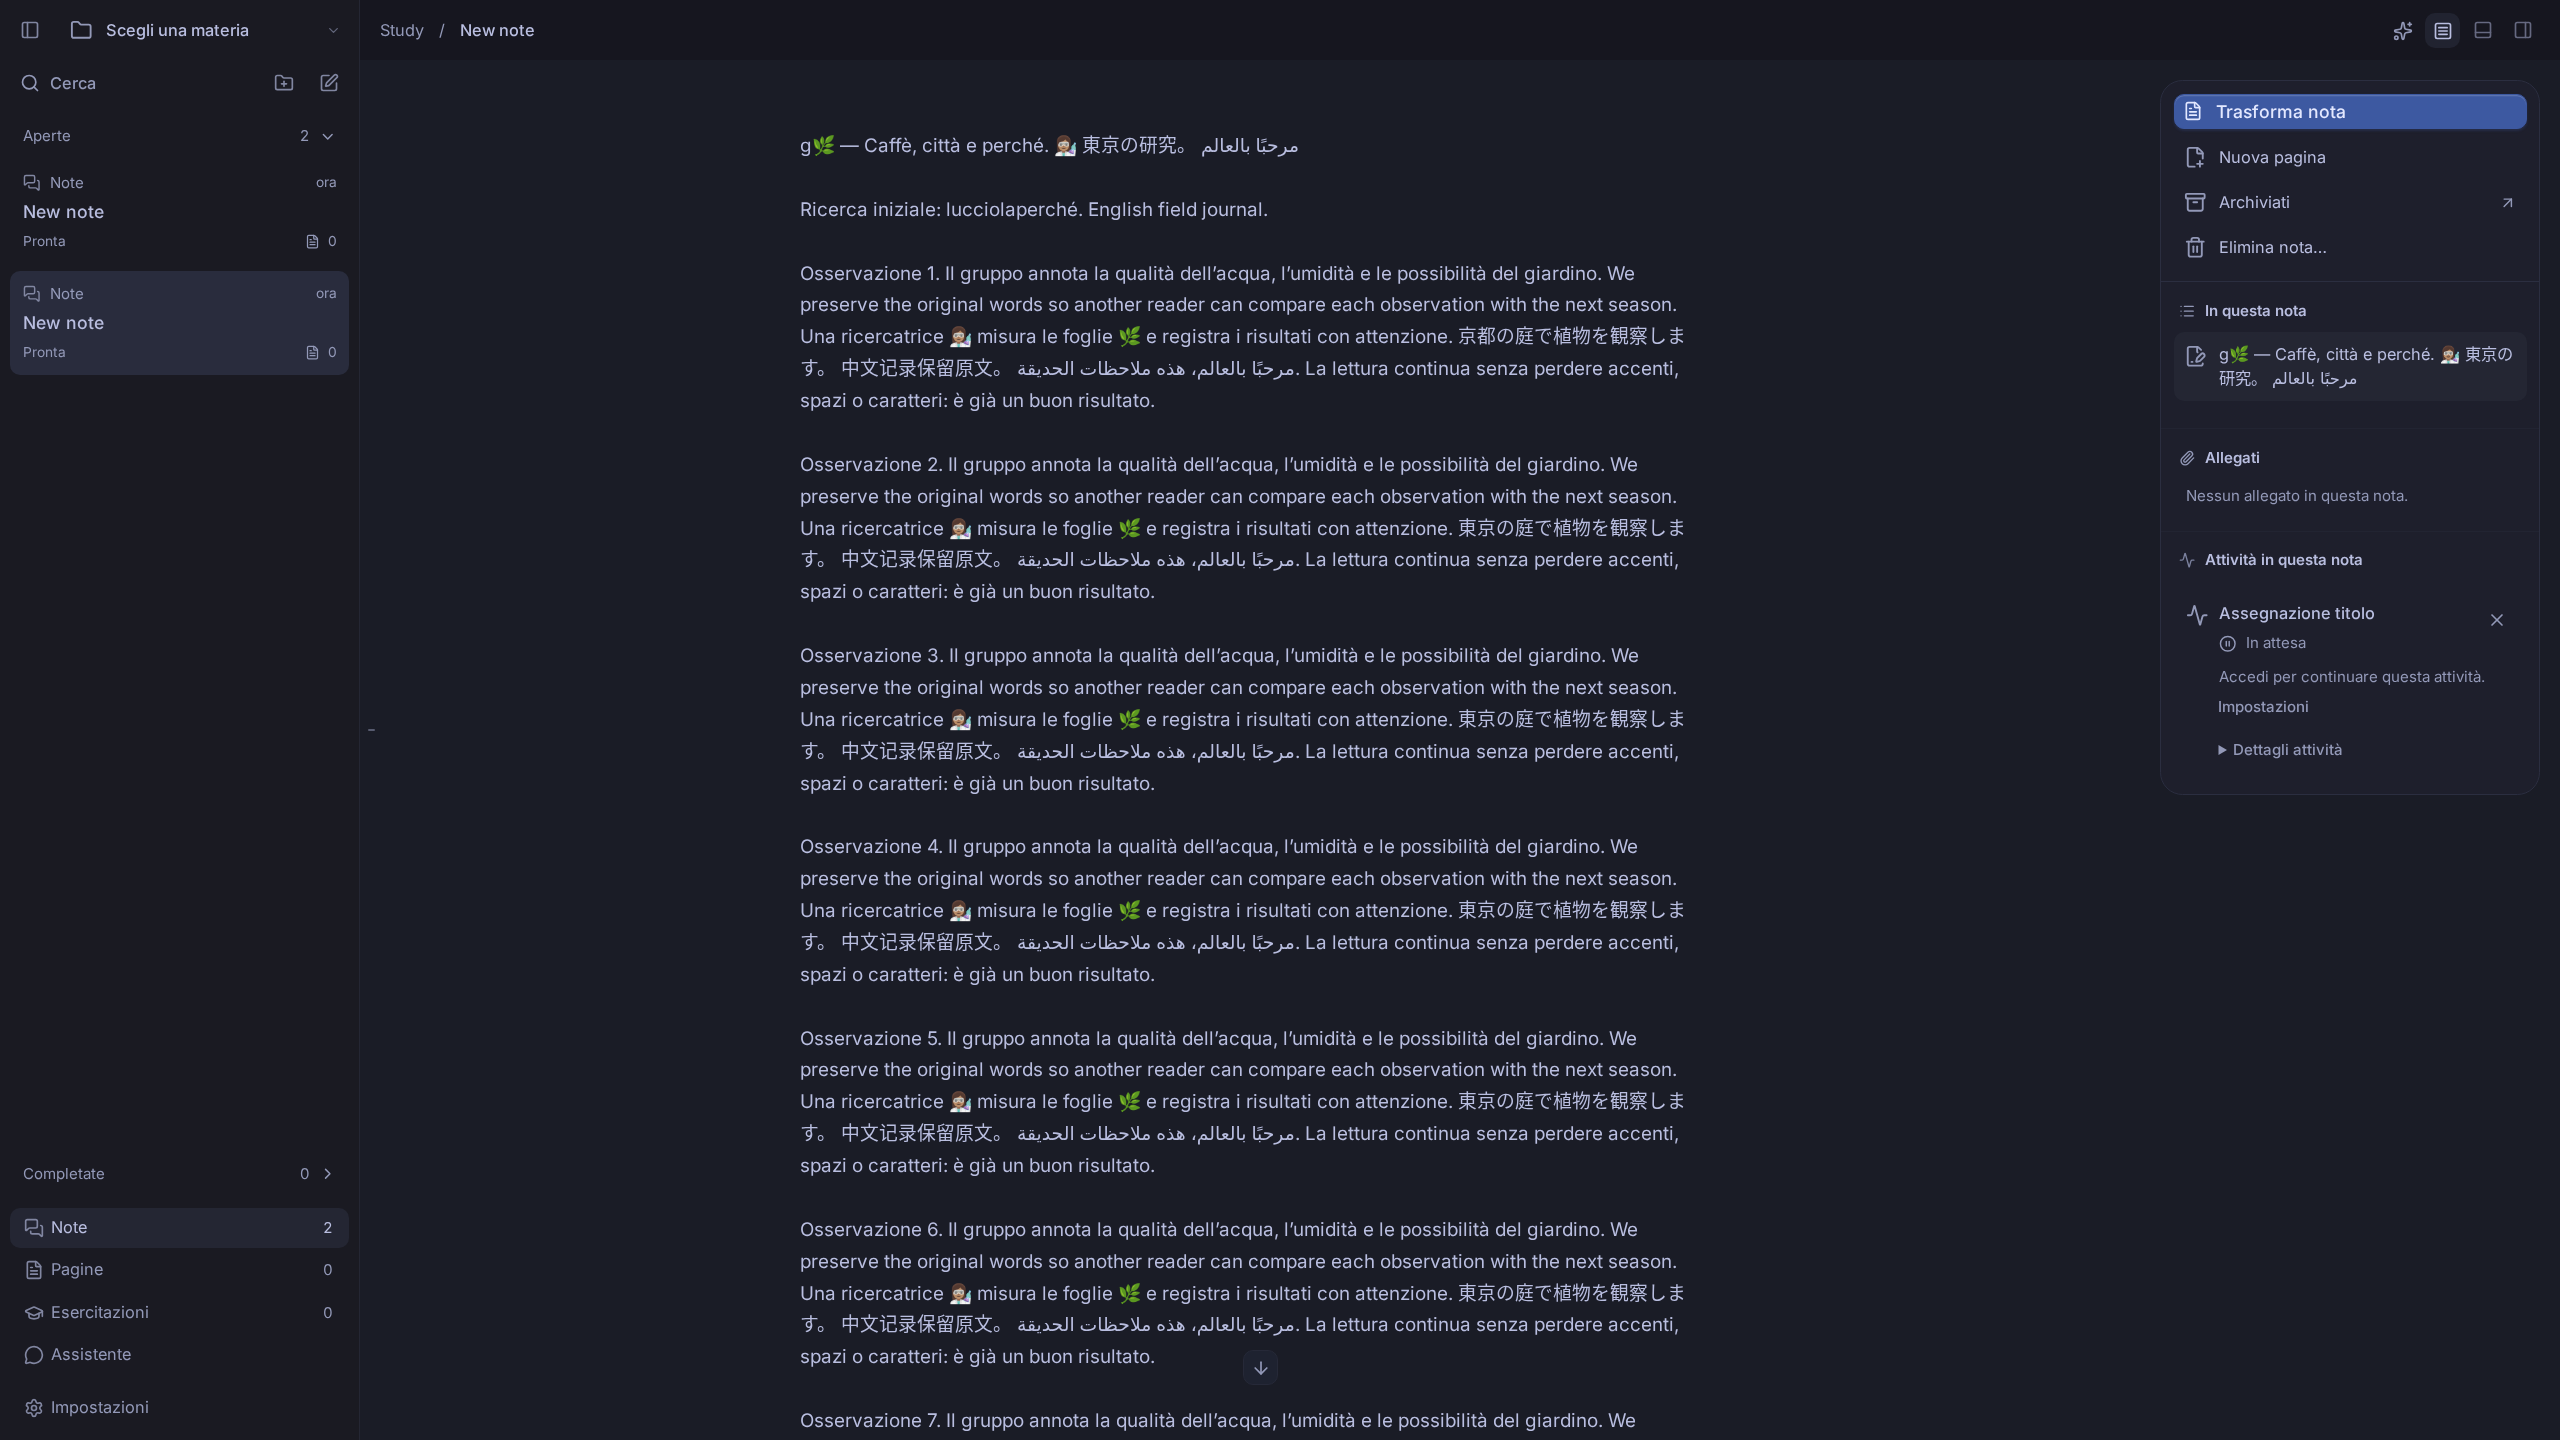 Scegli una materia
Cerca
Aperte 2
Note ora
New note
Pronta 0
Note ora
New note
Pronta 0
Completate 0
Note 2
Pagine 0
Esercitazioni 0
Assistente
Impostazioni
Study / New note
g🌿 — Caffè, città e perché. 👩🏽‍🔬 東京の研究。 مرحبًا بالعالم
Ricerca iniziale: lucciolaperché. English field journal.
Osservazione 1. Il gruppo annota la qualità dell’acqua, l’umidità e le possibilità del giardino. We
preserve the original words so another reader can compare each observation with the next season.
Una ricercatrice 👩🏽‍🔬 misura le foglie 🌿 e registra i risultati con attenzione. 京都の庭で植物を観察しま
す。 中文记录保留原文。 مرحبًا بالعالم، هذه ملاحظات الحديقة. La lettura continua senza perdere accenti,
spazi o caratteri: è già un buon risultato.
Osservazione 2. Il gruppo annota la qualità dell’acqua, l’umidità e le possibilità del giardino. We
preserve the original words so another reader can compare each observation with the next season.
Una ricercatrice 👩🏽‍🔬 misura le foglie 🌿 e registra i risultati con attenzione. 東京の庭で植物を観察しま
す。 中文记录保留原文。 مرحبًا بالعالم، هذه ملاحظات الحديقة. La lettura continua senza perdere accenti,
spazi o caratteri: è già un buon risultato.
Osservazione 3. Il gruppo annota la qualità dell’acqua, l’umidità e le possibilità del giardino. We
preserve the original words so another reader can compare each observation with the next season.
Una ricercatrice 👩🏽‍🔬 misura le foglie 🌿 e registra i risultati con attenzione. 東京の庭で植物を観察しま
す。 中文记录保留原文。 مرحبًا بالعالم، هذه ملاحظات الحديقة. La lettura continua senza perdere accenti,
spazi o caratteri: è già un buon risultato.
Osservazione 4. Il gruppo annota la qualità dell’acqua, l’umidità e le possibilità del giardino. We
preserve the original words so another reader can compare each observation with the next season.
Una ricercatrice 👩🏽‍🔬 misura le foglie 🌿 e registra i risultati con attenzione. 東京の庭で植物を観察しま
す。 中文记录保留原文。 مرحبًا بالعالم، هذه ملاحظات الحديقة. La lettura continua senza perdere accenti,
spazi o caratteri: è già un buon risultato.
Osservazione 5. Il gruppo annota la qualità dell’acqua, l’umidità e le possibilità del giardino. We
preserve the original words so another reader can compare each observation with the next season.
Una ricercatrice 👩🏽‍🔬 misura le foglie 🌿 e registra i risultati con attenzione. 東京の庭で植物を観察しま
す。 中文记录保留原文。 مرحبًا بالعالم، هذه ملاحظات الحديقة. La lettura continua senza perdere accenti,
spazi o caratteri: è già un buon risultato.
Osservazione 6. Il gruppo annota la qualità dell’acqua, l’umidità e le possibilità del giardino. We
preserve the original words so another reader can compare each observation with the next season.
Una ricercatrice 👩🏽‍🔬 misura le foglie 🌿 e registra i risultati con attenzione. 東京の庭で植物を観察しま
す。 中文记录保留原文。 مرحبًا بالعالم، هذه ملاحظات الحديقة. La lettura continua senza perdere accenti,
spazi o caratteri: è già un buon risultato.
Osservazione 7. Il gruppo annota la qualità dell’acqua, l’umidità e le possibilità del giardino. We
Trasforma nota
Nuova pagina
Archiviati
Elimina nota…
In questa nota
g🌿 — Caffè, città e perché. 👩🏽‍🔬 東京の
研究。 مرحبًا بالعالم
Allegati
Nessun allegato in questa nota.
Attività in questa nota
Assegnazione titolo
In attesa
Accedi per continuare questa attività.
Impostazioni
Dettagli attività